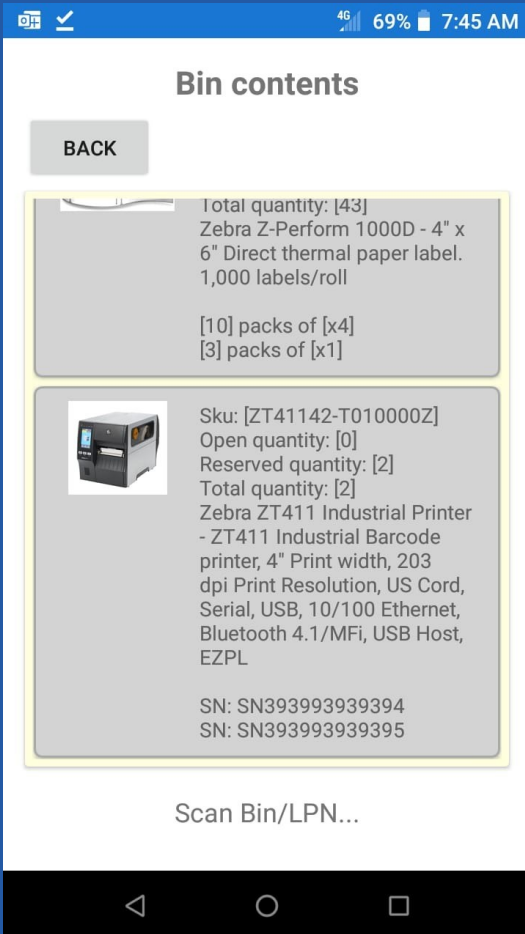 4G 69% 7:45 AM
Bin contents
BACK
Total quantity: [43]
Zebra Z-Perform 1000D - 4" x
6" Direct thermal paper label.
1,000 labels/roll
[10] packs of [x4]
[3] packs of [x1]
Sku: [ZT41142-T010000Z]
Open quantity: [0]
Reserved quantity: [2]
Total quantity: [2]
Zebra ZT411 Industrial Printer
- ZT411 Industrial Barcode
printer, 4" Print width, 203
dpi Print Resolution, US Cord,
Serial, USB, 10/100 Ethernet,
Bluetooth 4.1/MFi, USB Host,
EZPL
SN: SN393993939394
SN: SN393993939395
Scan Bin/LPN...